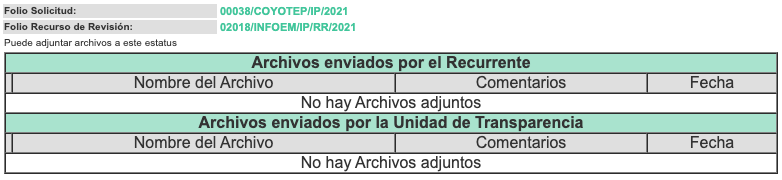 Folio Solicitud: 00038/COYOTEP/IP/2021
Folio Recurso de Revisión: 02018/INFOEM/IP/RR/2021
Puede adjuntar archivos a este estatus
Archivos enviados por el Recurrente
Nombre del Archivo Comentarios Fecha
No hay Archivos adjuntos
Archivos enviados por la Unidad de Transparencia
Nombre del Archivo Comentarios Fecha
No hay Archivos adjuntos